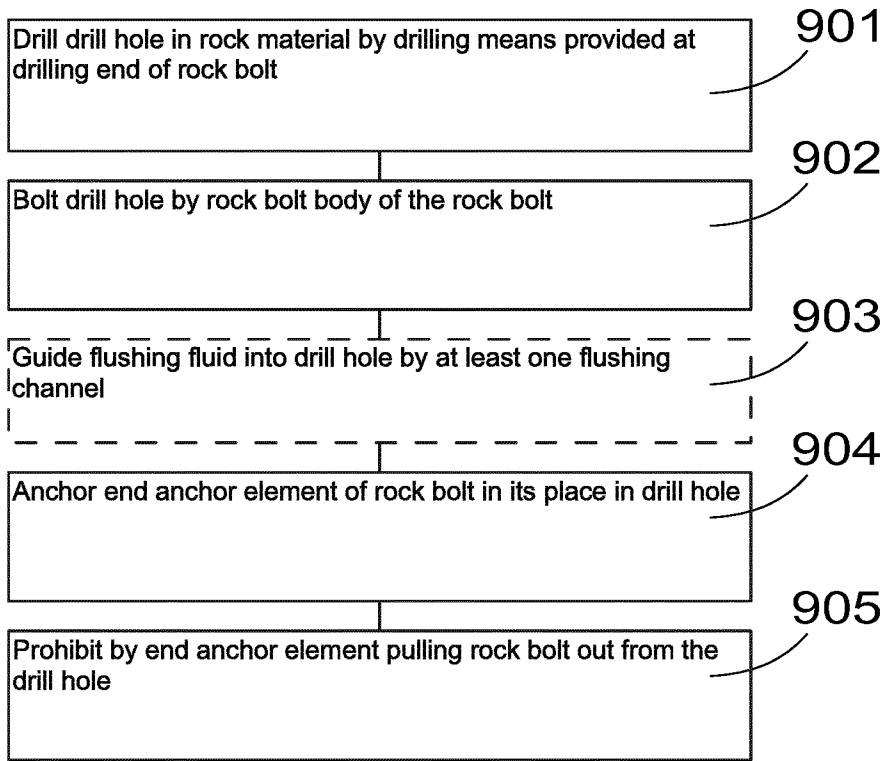 Drill drill hole in rock material by drilling means provided at
drilling end of rock bolt
901
Bolt drill hole by rock bolt body of the rock bolt
902
Guide flushing fluid into drill hole by at least one flushing
channel
903
Anchor end anchor element of rock bolt in its place in drill hole
904
Prohibit by end anchor element pulling rock bolt out from the
drill hole
905